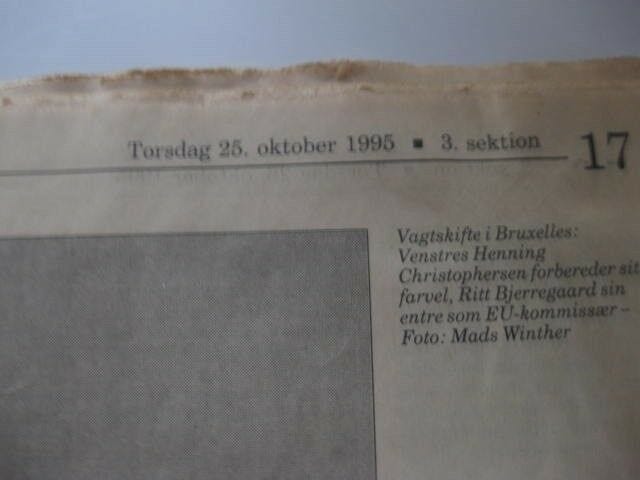 Torsdag 25. oktober 1995 ■ 3. sektion 17
Vagtskifte i Bruxelles:
Venstres Henning
Christophersen forbereder sit
farvel, Ritt Bjerregaard sin
entre som EU-kommissær –
Foto: Mads Winther